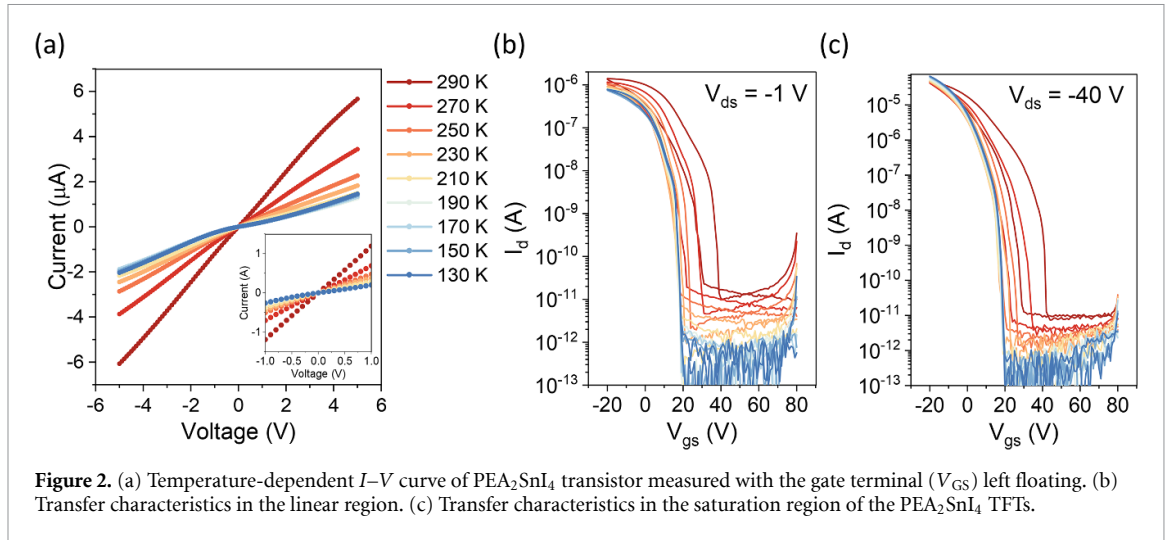 (a)
6
4
2
0
-2
-4
-6
Current (µA)
-6 -4 -2 0 2 4 6
Voltage (V)
1
0
-1
Current (A)
-1.0 -0.5 0.0 0.5 1.0
Voltage (V)
290 K
270 K
250 K
230 K
210 K
190 K
170 K
150 K
130 K
(b)
V_ds = -1 V
10⁻⁶
10⁻⁷
10⁻⁸
10⁻⁹
10⁻¹⁰
10⁻¹¹
10⁻¹²
10⁻¹³
I_d (A)
-20 0 20 40 60 80
V_gs (V)
(c)
V_ds = -40 V
10⁻⁵
10⁻⁶
10⁻⁷
10⁻⁸
10⁻⁹
10⁻¹⁰
10⁻¹¹
10⁻¹²
10⁻¹³
I_d (A)
-20 0 20 40 60 80
V_gs (V)
Figure 2. (a) Temperature-dependent I–V curve of PEA₂SnI₄ transistor measured with the gate terminal (V_GS) left floating. (b)
Transfer characteristics in the linear region. (c) Transfer characteristics in the saturation region of the PEA₂SnI₄ TFTs.